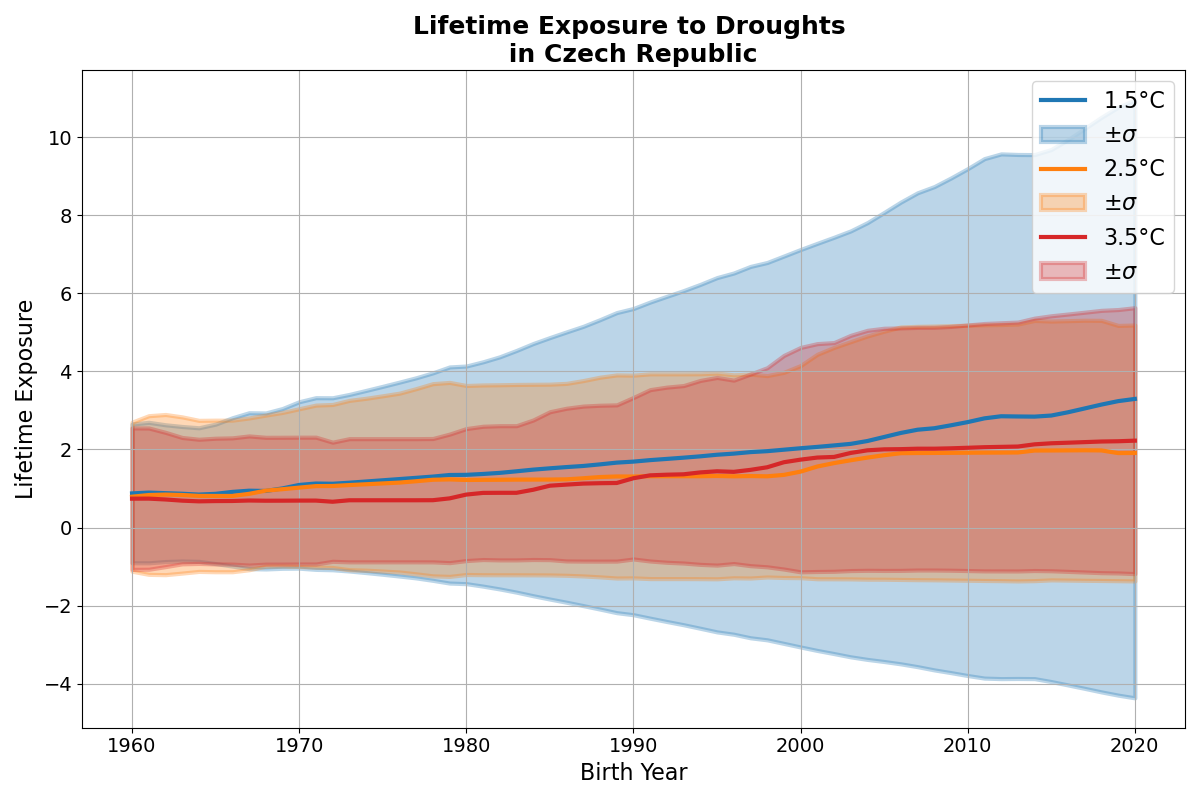 Lifetime Exposure to Droughts
in Czech Republic
Lifetime Exposure
10
8
6
4
2
0
−2
−4
1960 1970 1980 1990 2000 2010 2020
Birth Year
1.5°C
±σ
2.5°C
±σ
3.5°C
±σ